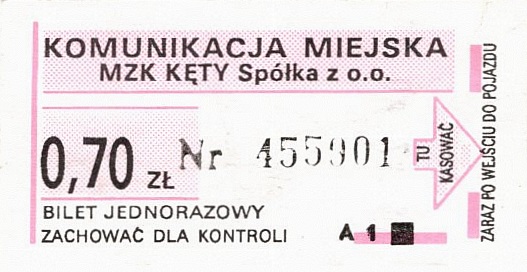 KOMUNIKACJA MIEJSKA
MZK KĘTY Spółka z o.o.
0,70 ZŁ
Nr 455901
TU
KASOWAĆ
ZARAZ PO WEJŚCIU DO POJAZDU
BILET JEDNORAZOWY
ZACHOWAĆ DLA KONTROLI
A 1